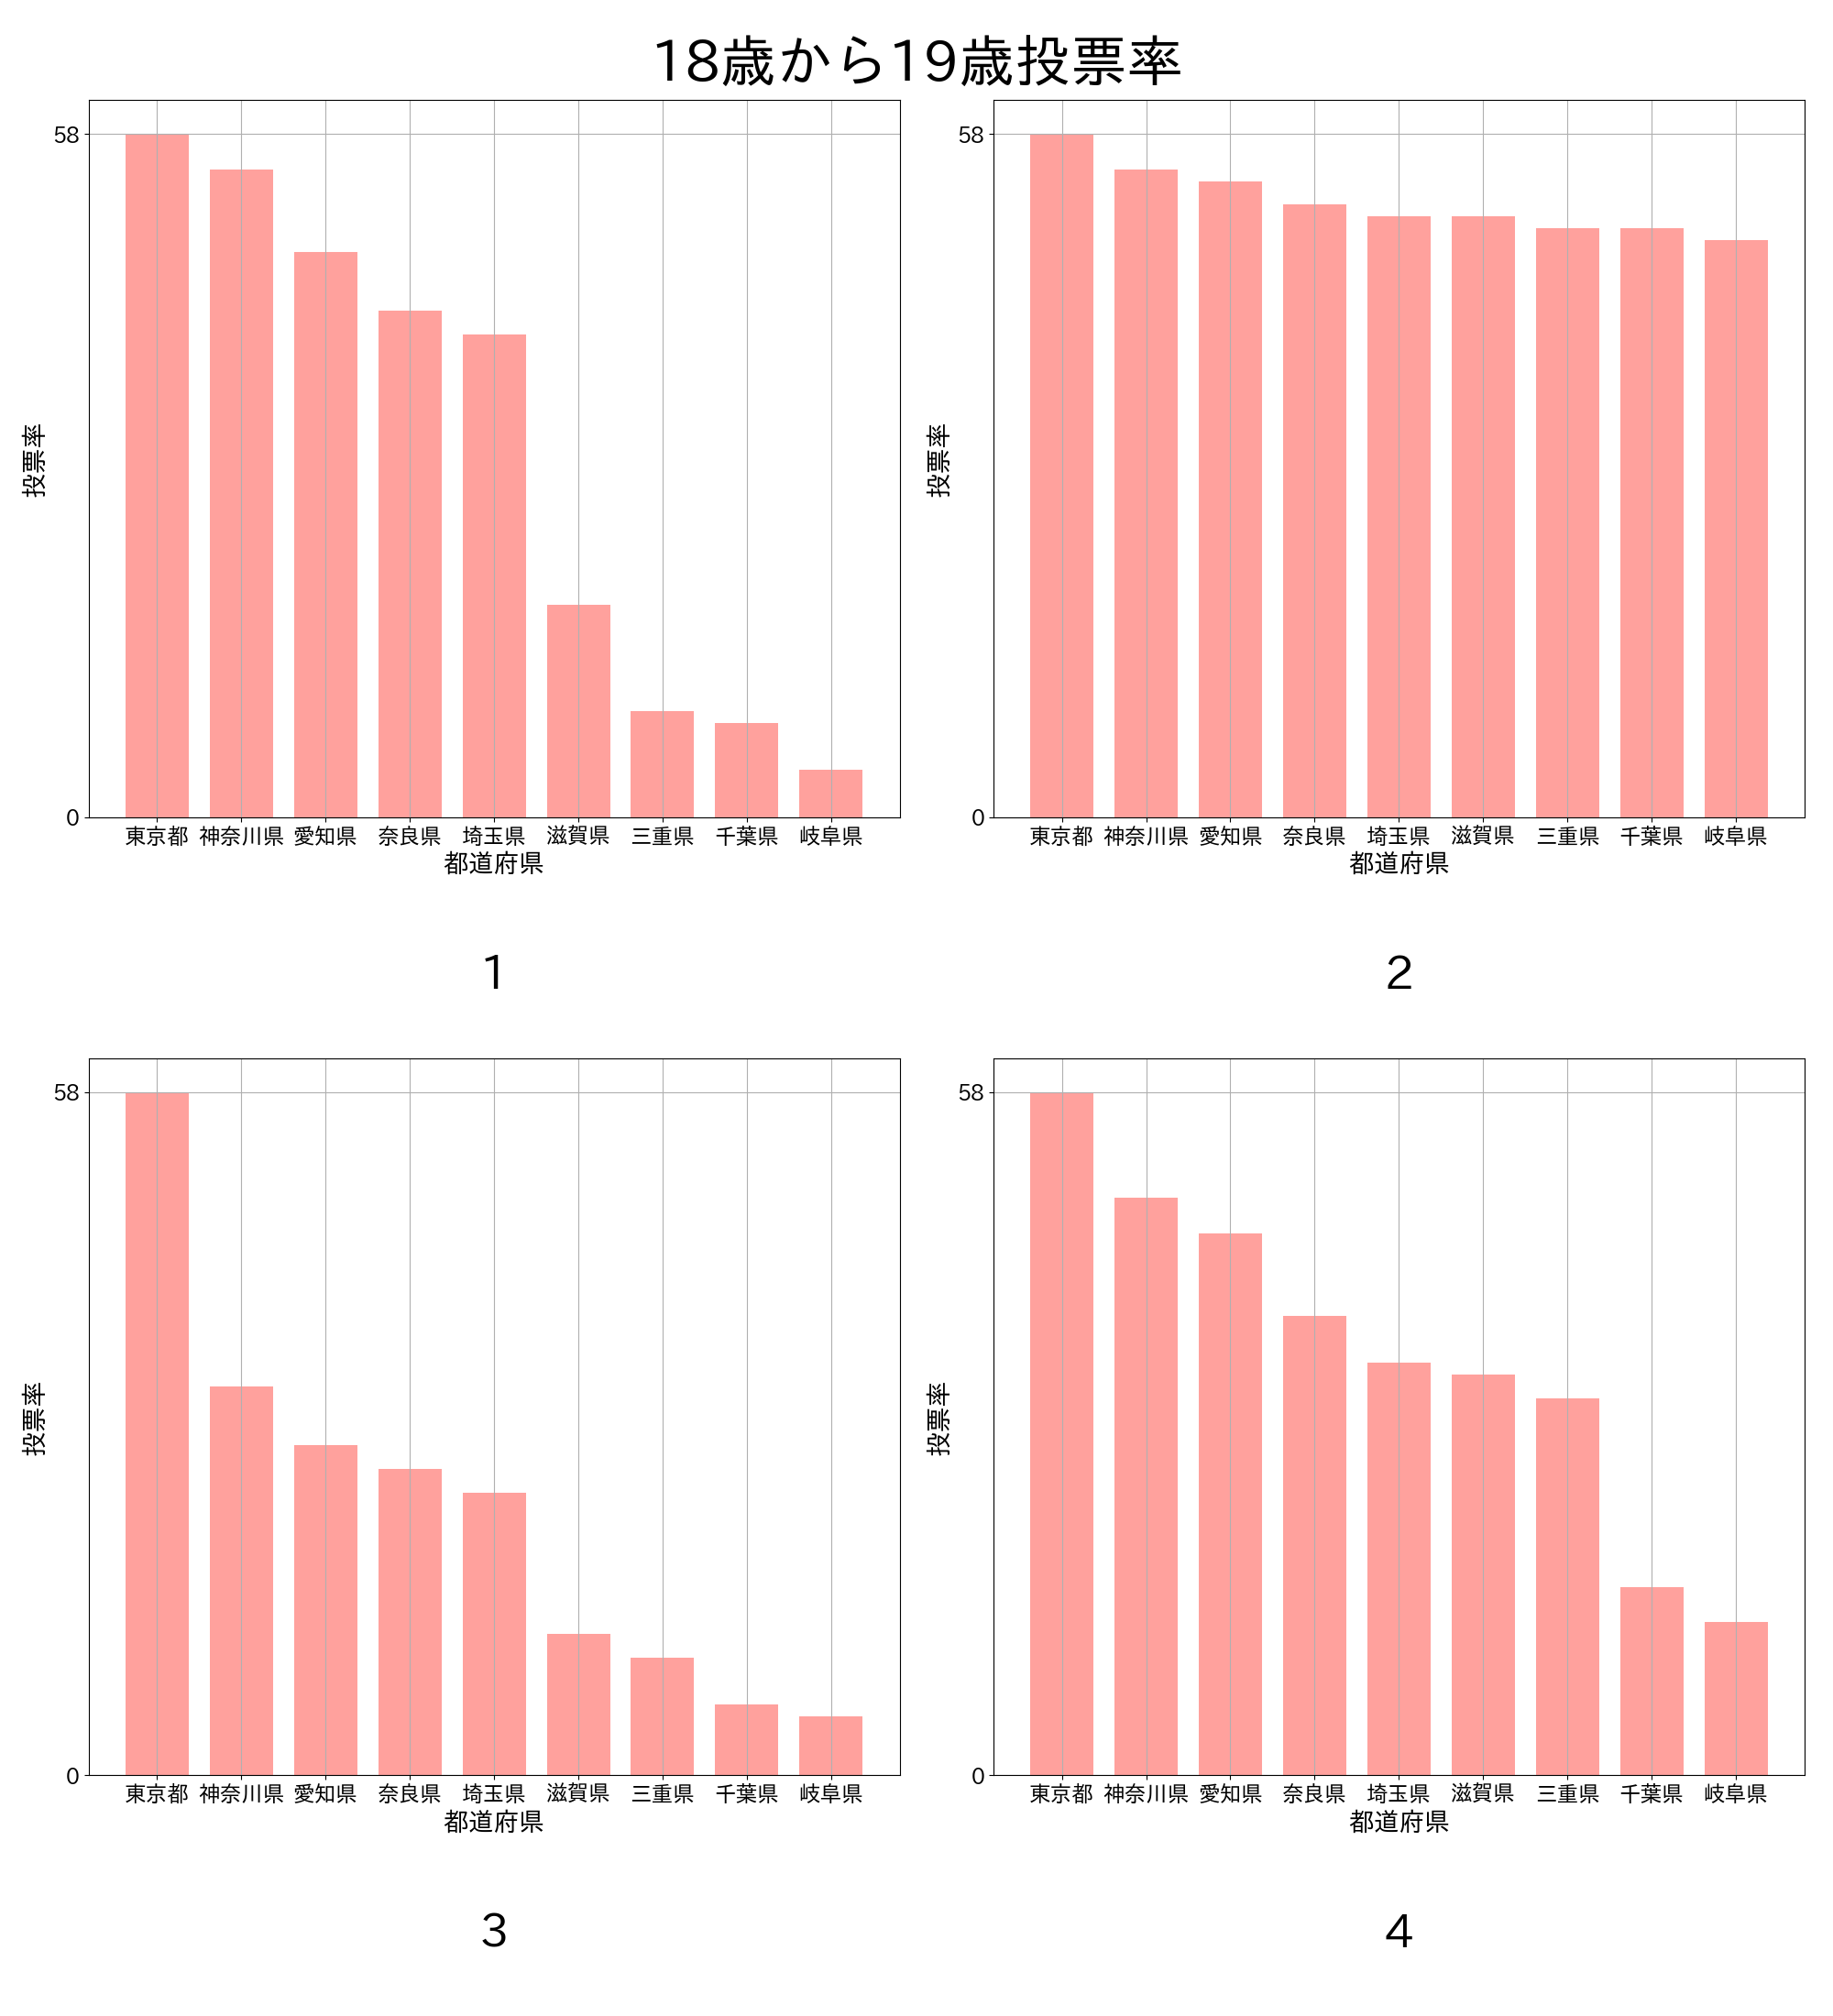 18歳から19歳投票率
58
0
投票率
東京都 神奈川県 愛知県 奈良県 埼玉県 滋賀県 三重県 千葉県 岐阜県
都道府県
1
58
0
投票率
東京都 神奈川県 愛知県 奈良県 埼玉県 滋賀県 三重県 千葉県 岐阜県
都道府県
2
58
0
投票率
東京都 神奈川県 愛知県 奈良県 埼玉県 滋賀県 三重県 千葉県 岐阜県
都道府県
3
58
0
投票率
東京都 神奈川県 愛知県 奈良県 埼玉県 滋賀県 三重県 千葉県 岐阜県
都道府県
4